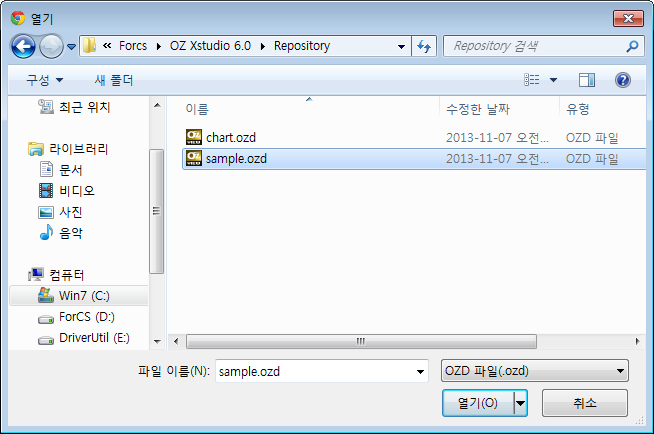 열기
« Forcs ▸ OZ Xstudio 6.0 ▸ Repository
Repository 검색
구성
새 폴더
최근 위치
라이브러리
문서
비디오
사진
음악
컴퓨터
Win7 (C:)
ForCS (D:)
DriverUtil (E:)
이름 수정한 날짜 유형
chart.ozd 2013-11-07 오전... OZD 파일
sample.ozd 2013-11-07 오전... OZD 파일
파일 이름(N): sample.ozd OZD 파일(.ozd)
열기(O) 취소